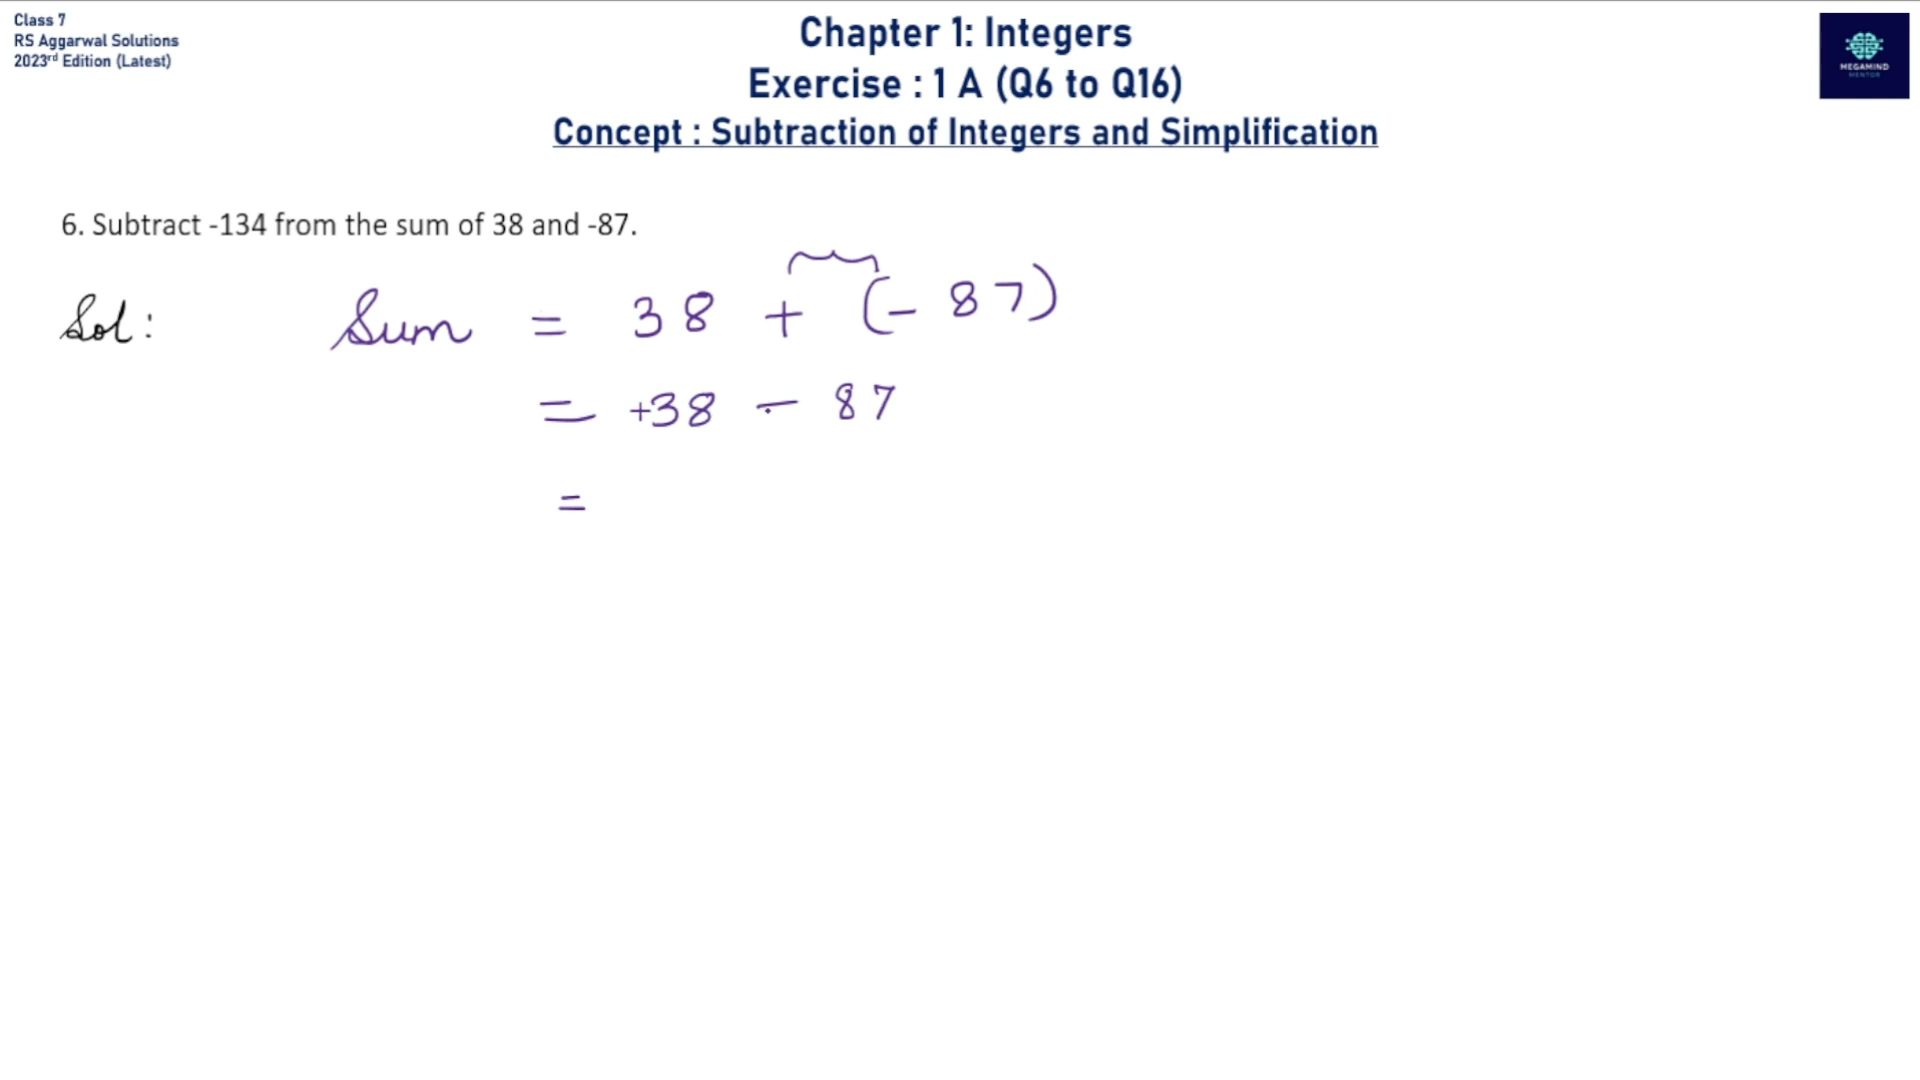 Class 7
RS Aggarwal Solutions
2023rd Edition (Latest)
Chapter 1: Integers
Exercise : 1 A (Q6 to Q16)
Concept : Subtraction of Integers and Simplification
MEGAMIND
MENTOR
6. Subtract -134 from the sum of 38 and -87.
Sol: Sum = 38 + (- 87)
= +38 - 87
=